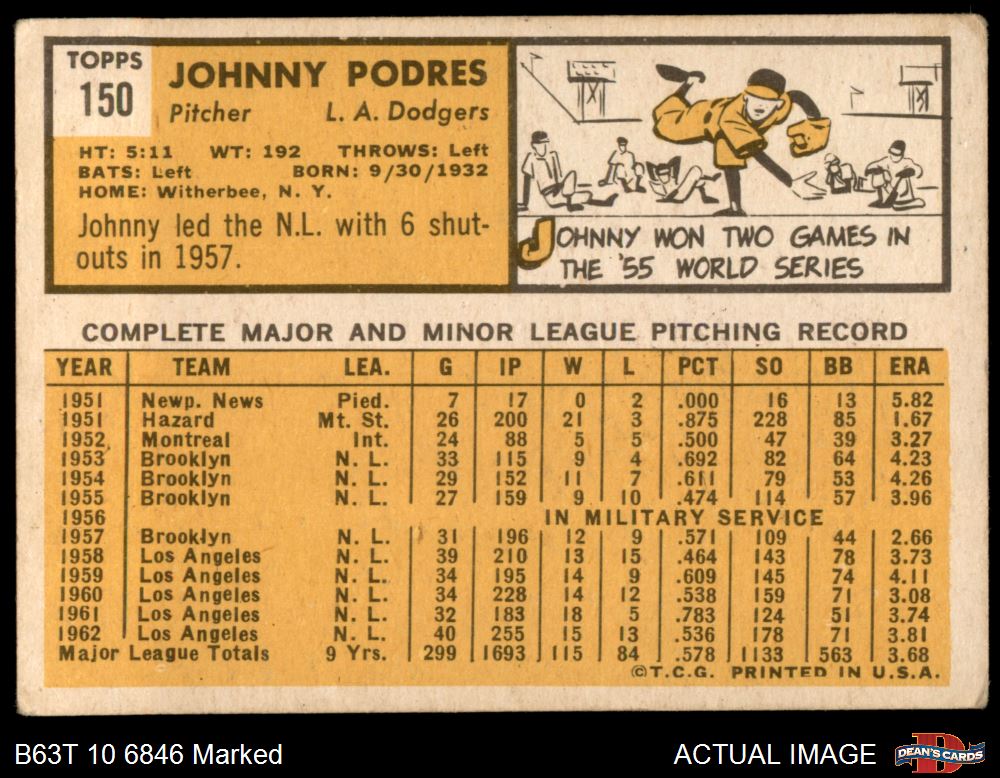 TOPPS
150
JOHNNY PODRES
Pitcher L. A. Dodgers
HT: 5:11 WT: 192 THROWS: Left
BATS: Left BORN: 9/30/1932
HOME: Witherbee, N. Y.
Johnny led the N.L. with 6 shut-
outs in 1957.
JOHNNY WON TWO GAMES IN
THE '55 WORLD SERIES
COMPLETE MAJOR AND MINOR LEAGUE PITCHING RECORD
YEAR TEAM LEA. G IP W L PCT SO BB ERA
1951 Newp. News Pied. 7 17 0 2 .000 16 13 5.82
1951 Hazard Mt. St. 26 200 21 3 .875 228 85 1.67
1952 Montreal Int. 24 88 5 5 .500 47 39 3.27
1953 Brooklyn N. L. 33 115 9 4 .692 82 64 4.23
1954 Brooklyn N. L. 29 152 11 7 .611 79 53 4.26
1955 Brooklyn N. L. 27 159 9 10 .474 114 57 3.96
1956 IN MILITARY SERVICE
1957 Brooklyn N. L. 31 196 12 9 .571 109 44 2.66
1958 Los Angeles N. L. 39 210 13 15 .464 143 78 3.73
1959 Los Angeles N. L. 34 195 14 9 .609 145 74 4.11
1960 Los Angeles N. L. 34 228 14 12 .538 159 71 3.08
1961 Los Angeles N. L. 32 183 18 5 .783 124 51 3.74
1962 Los Angeles N. L. 40 255 15 13 .536 178 71 3.81
Major League Totals 9 Yrs. 299 1693 115 84 .578 1133 563 3.68
©T.C.G. PRINTED IN U.S.A.
B63T 10 6846 Marked ACTUAL IMAGE DEAN'S CARDS